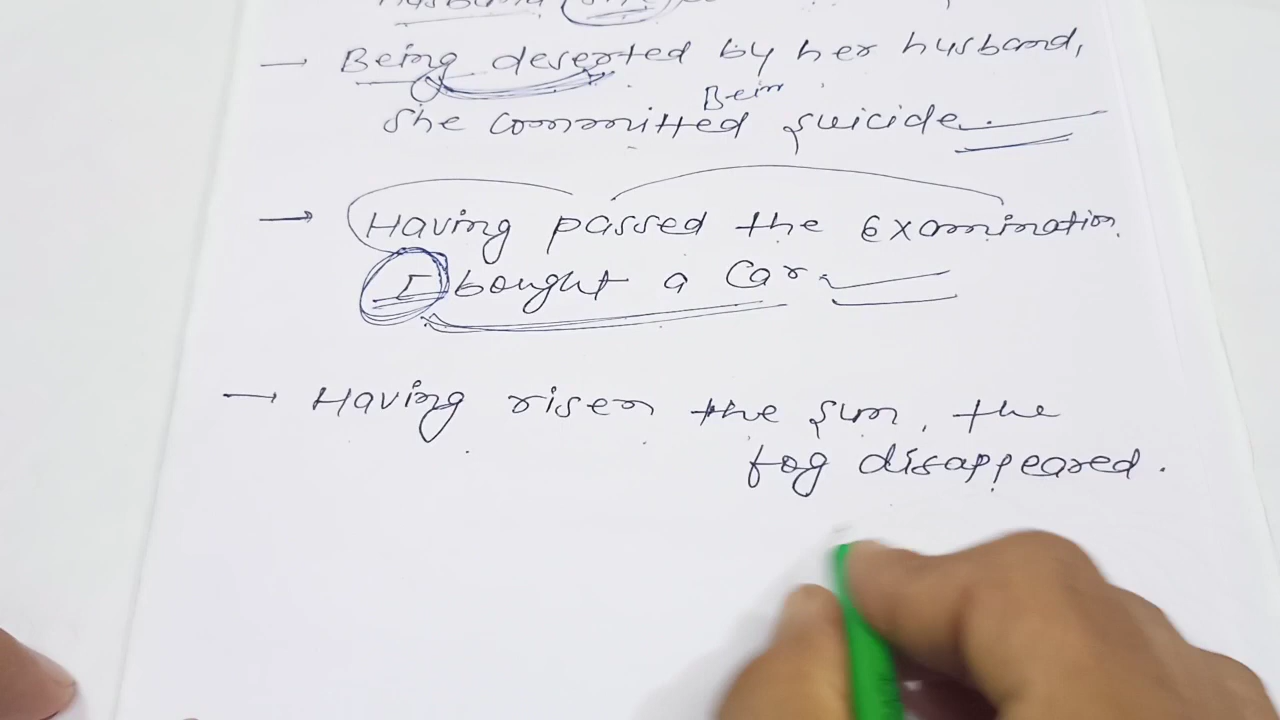 Husband
→ Being deserted by her husband,
Bein
she committed suicide.
→ Having passed the Examination.
I bought a Car.
→ Having risen the sun, the
fog disappeared.